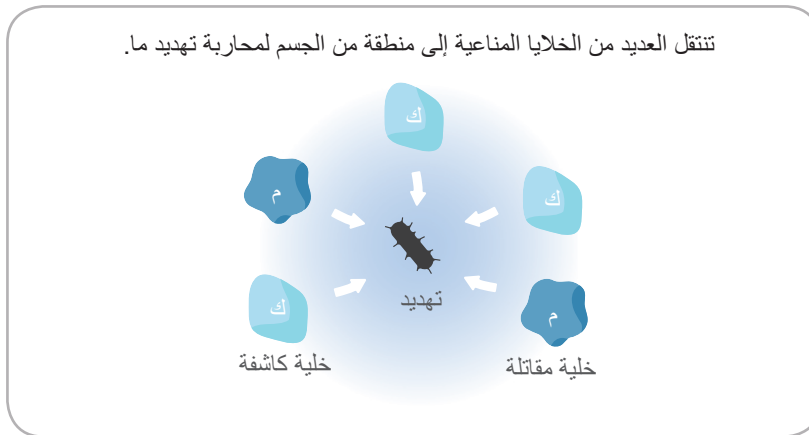 تنتقل العديد من الخلايا المناعية إلى منطقة من الجسم لمحاربة تهديد ما.
ك
م
ك
ك
م
تهديد
خلية كاشفة
خلية مقاتلة